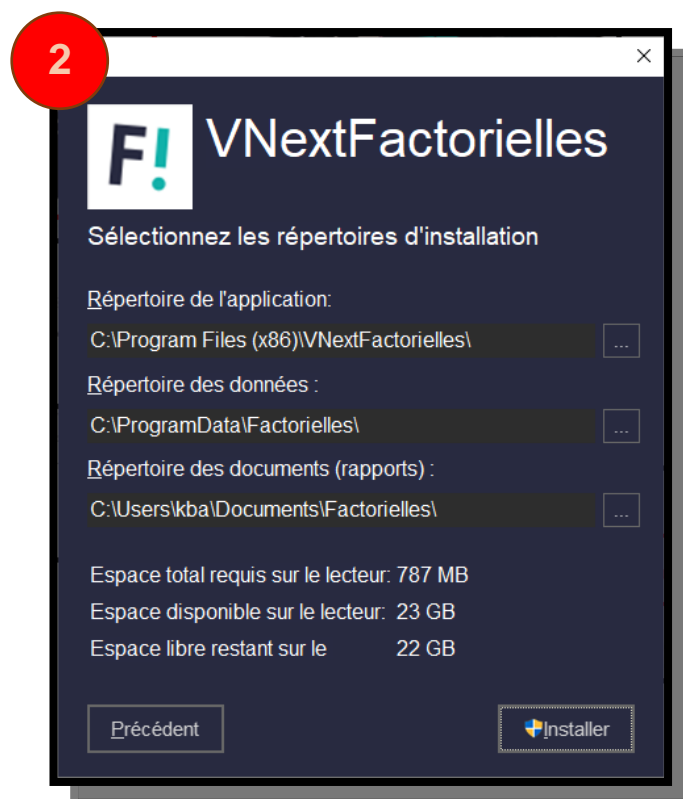 2
F!
VNextFactorielles
Sélectionnez les répertoires d'installation
Répertoire de l'application:
C:\Program Files (x86)\VNextFactorielles\
...
Répertoire des données :
C:\ProgramData\Factorielles\
...
Répertoire des documents (rapports) :
C:\Users\kba\Documents\Factorielles\
...
Espace total requis sur le lecteur: 787 MB
Espace disponible sur le lecteur: 23 GB
Espace libre restant sur le 22 GB
Précédent
Installer